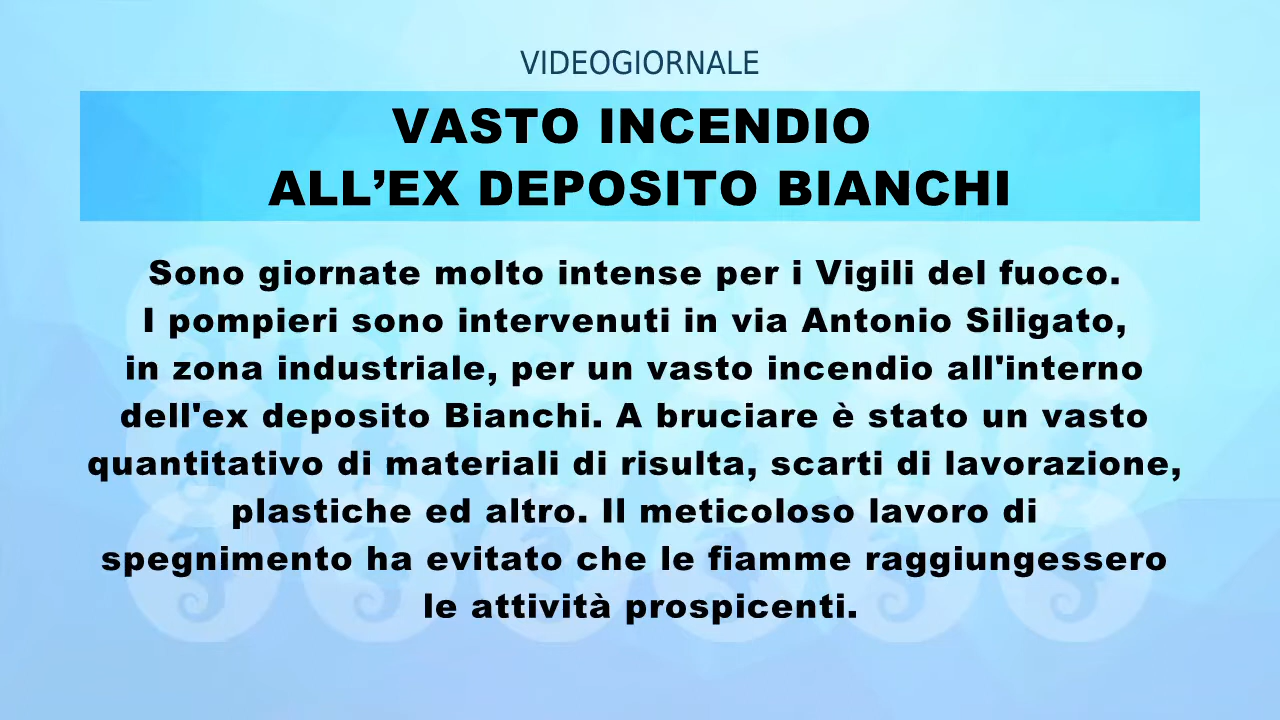 VIDEOGIORNALE
VASTO INCENDIO
ALL’EX DEPOSITO BIANCHI
Sono giornate molto intense per i Vigili del fuoco.
I pompieri sono intervenuti in via Antonio Siligato,
in zona industriale, per un vasto incendio all'interno
dell'ex deposito Bianchi. A bruciare è stato un vasto
quantitativo di materiali di risulta, scarti di lavorazione,
plastiche ed altro. Il meticoloso lavoro di
spegnimento ha evitato che le fiamme raggiungessero
le attività prospicenti.